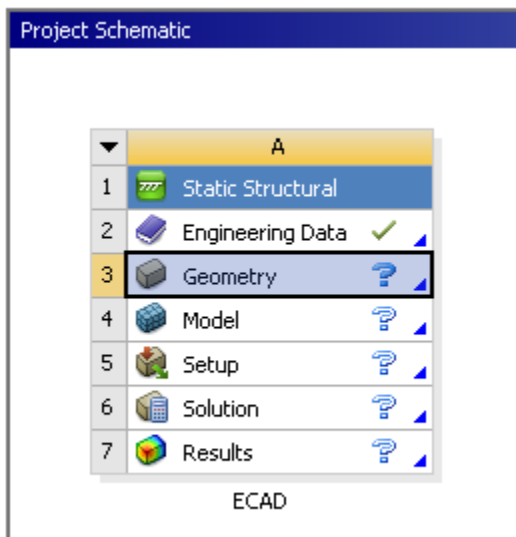 Project Schematic
A
1 Static Structural
2 Engineering Data
3 Geometry
4 Model
5 Setup
6 Solution
7 Results
ECAD